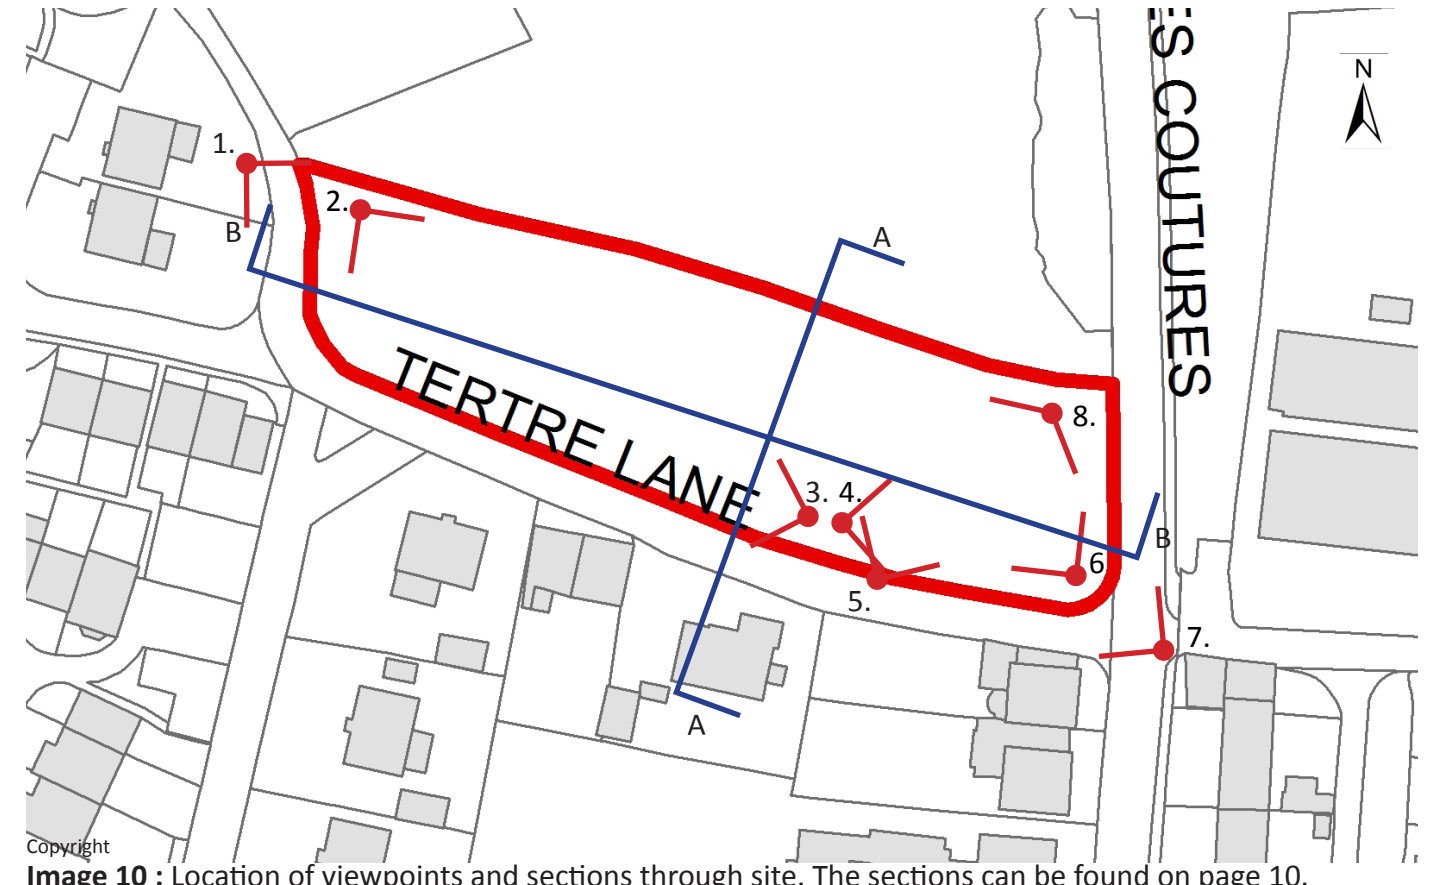 ES COUTURES
N
1.
2.
B
A
TERTRE LANE
8.
3. 4.
B
6
5.
7.
A
Copyright
Image 10 : Location of viewpoints and sections through site. The sections can be found on page 10.